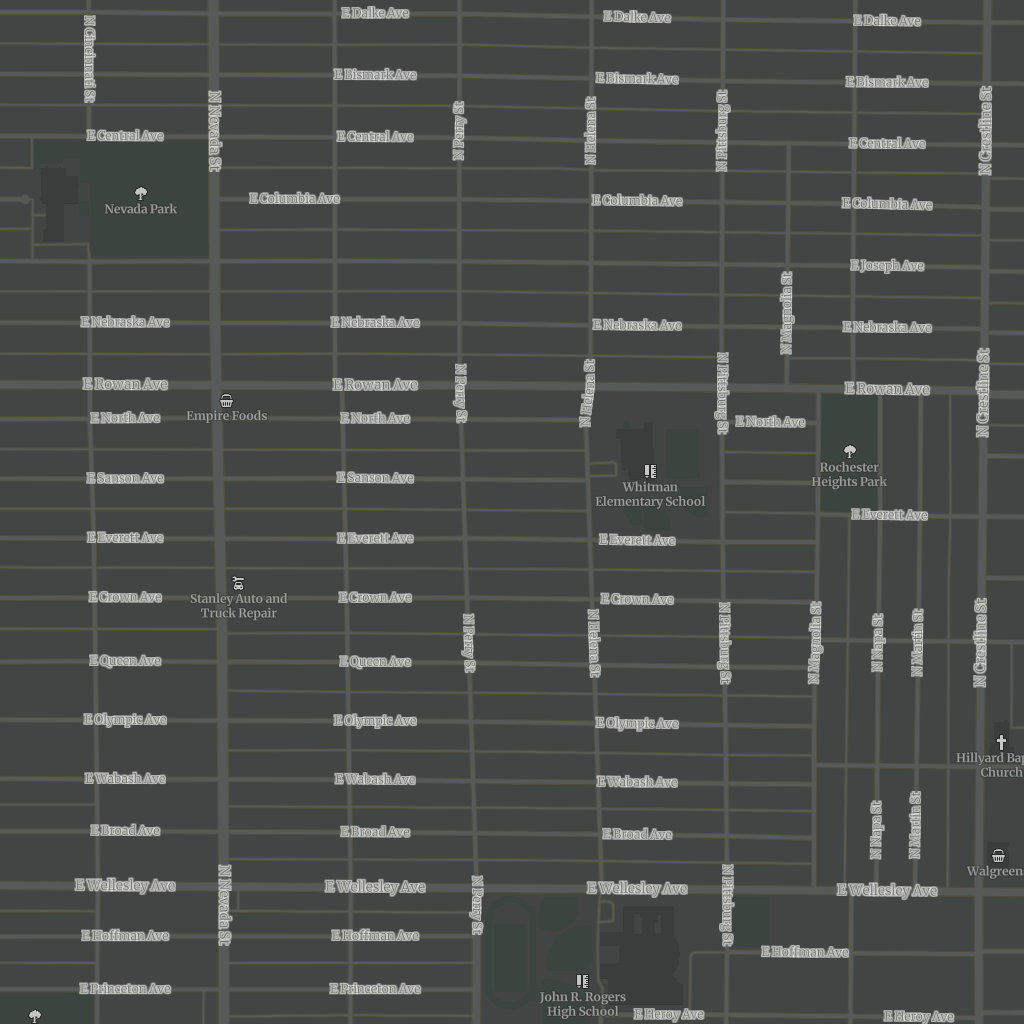 E Dalke Ave
E Dalke Ave
E Dalke Ave
N Cincinnati St
E Bismark Ave
E Bismark Ave
E Bismark Ave
N Nevada St
N Perry St
N Helena St
N Pittsburg St
N Crestline St
E Central Ave
E Central Ave
E Central Ave
Nevada Park
E Columbia Ave
E Columbia Ave
E Columbia Ave
E Joseph Ave
N Magnolia St
E Nebraska Ave
E Nebraska Ave
E Nebraska Ave
E Nebraska Ave
E Rowan Ave
E Rowan Ave
E Rowan Ave
N Perry St
N Helena St
N Pittsburg St
N Crestline St
Empire Foods
E North Ave
E North Ave
E North Ave
E Sanson Ave
E Sanson Ave
Whitman
Elementary School
Rochester
Heights Park
E Everett Ave
E Everett Ave
E Everett Ave
E Everett Ave
E Crown Ave
E Crown Ave
E Crown Ave
Stanley Auto and
Truck Repair
N Perry St
N Helena St
N Pittsburg St
N Magnolia St
N Napa St
N Martin St
N Crestline St
E Queen Ave
E Queen Ave
E Olympic Ave
E Olympic Ave
E Olympic Ave
Hillyard Bap
Church
E Wabash Ave
E Wabash Ave
E Wabash Ave
E Broad Ave
E Broad Ave
E Broad Ave
N Napa St
N Martin St
Walgreens
E Wellesley Ave
E Wellesley Ave
E Wellesley Ave
E Wellesley Ave
N Nevada St
N Perry St
N Pittsburg St
E Hoffman Ave
E Hoffman Ave
E Hoffman Ave
E Princeton Ave
E Princeton Ave
John R. Rogers
High School
E Heroy Ave
E Heroy Ave